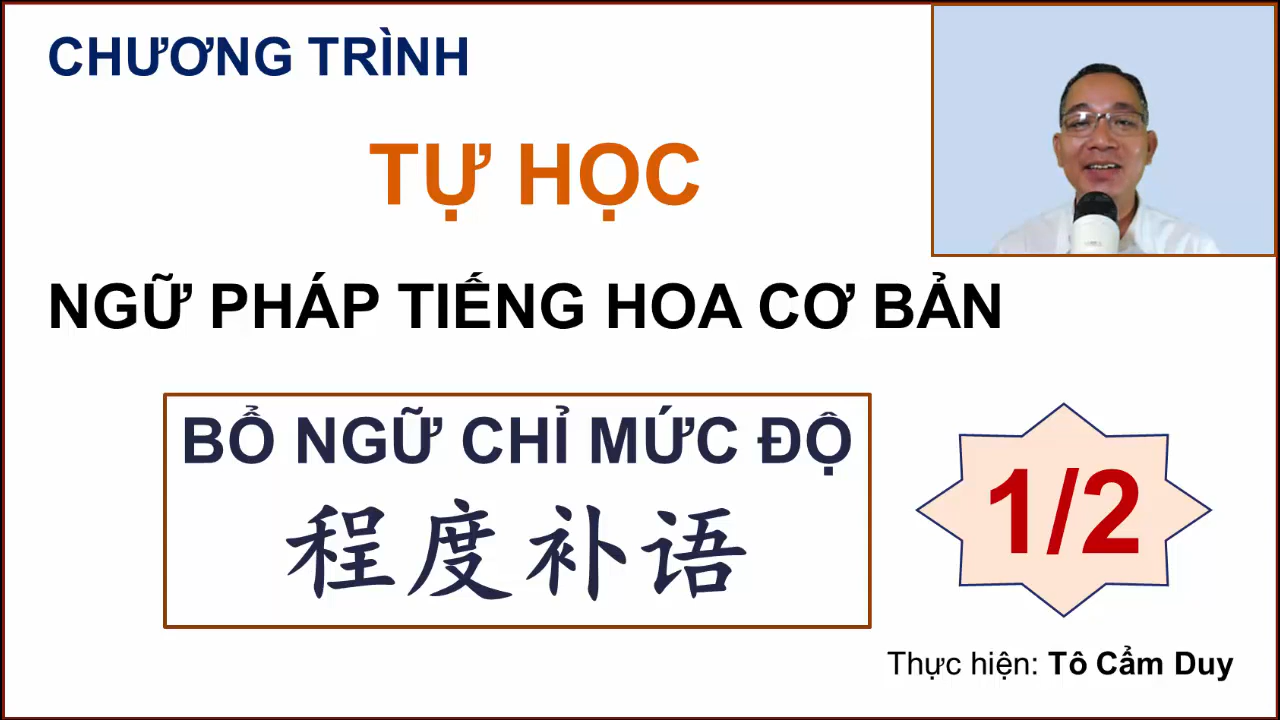 CHƯƠNG TRÌNH
TỰ HỌC
NGỮ PHÁP TIẾNG HOA CƠ BẢN
BỔ NGỮ CHỈ MỨC ĐỘ
程度补语
1/2
Thực hiện: Tô Cẩm Duy